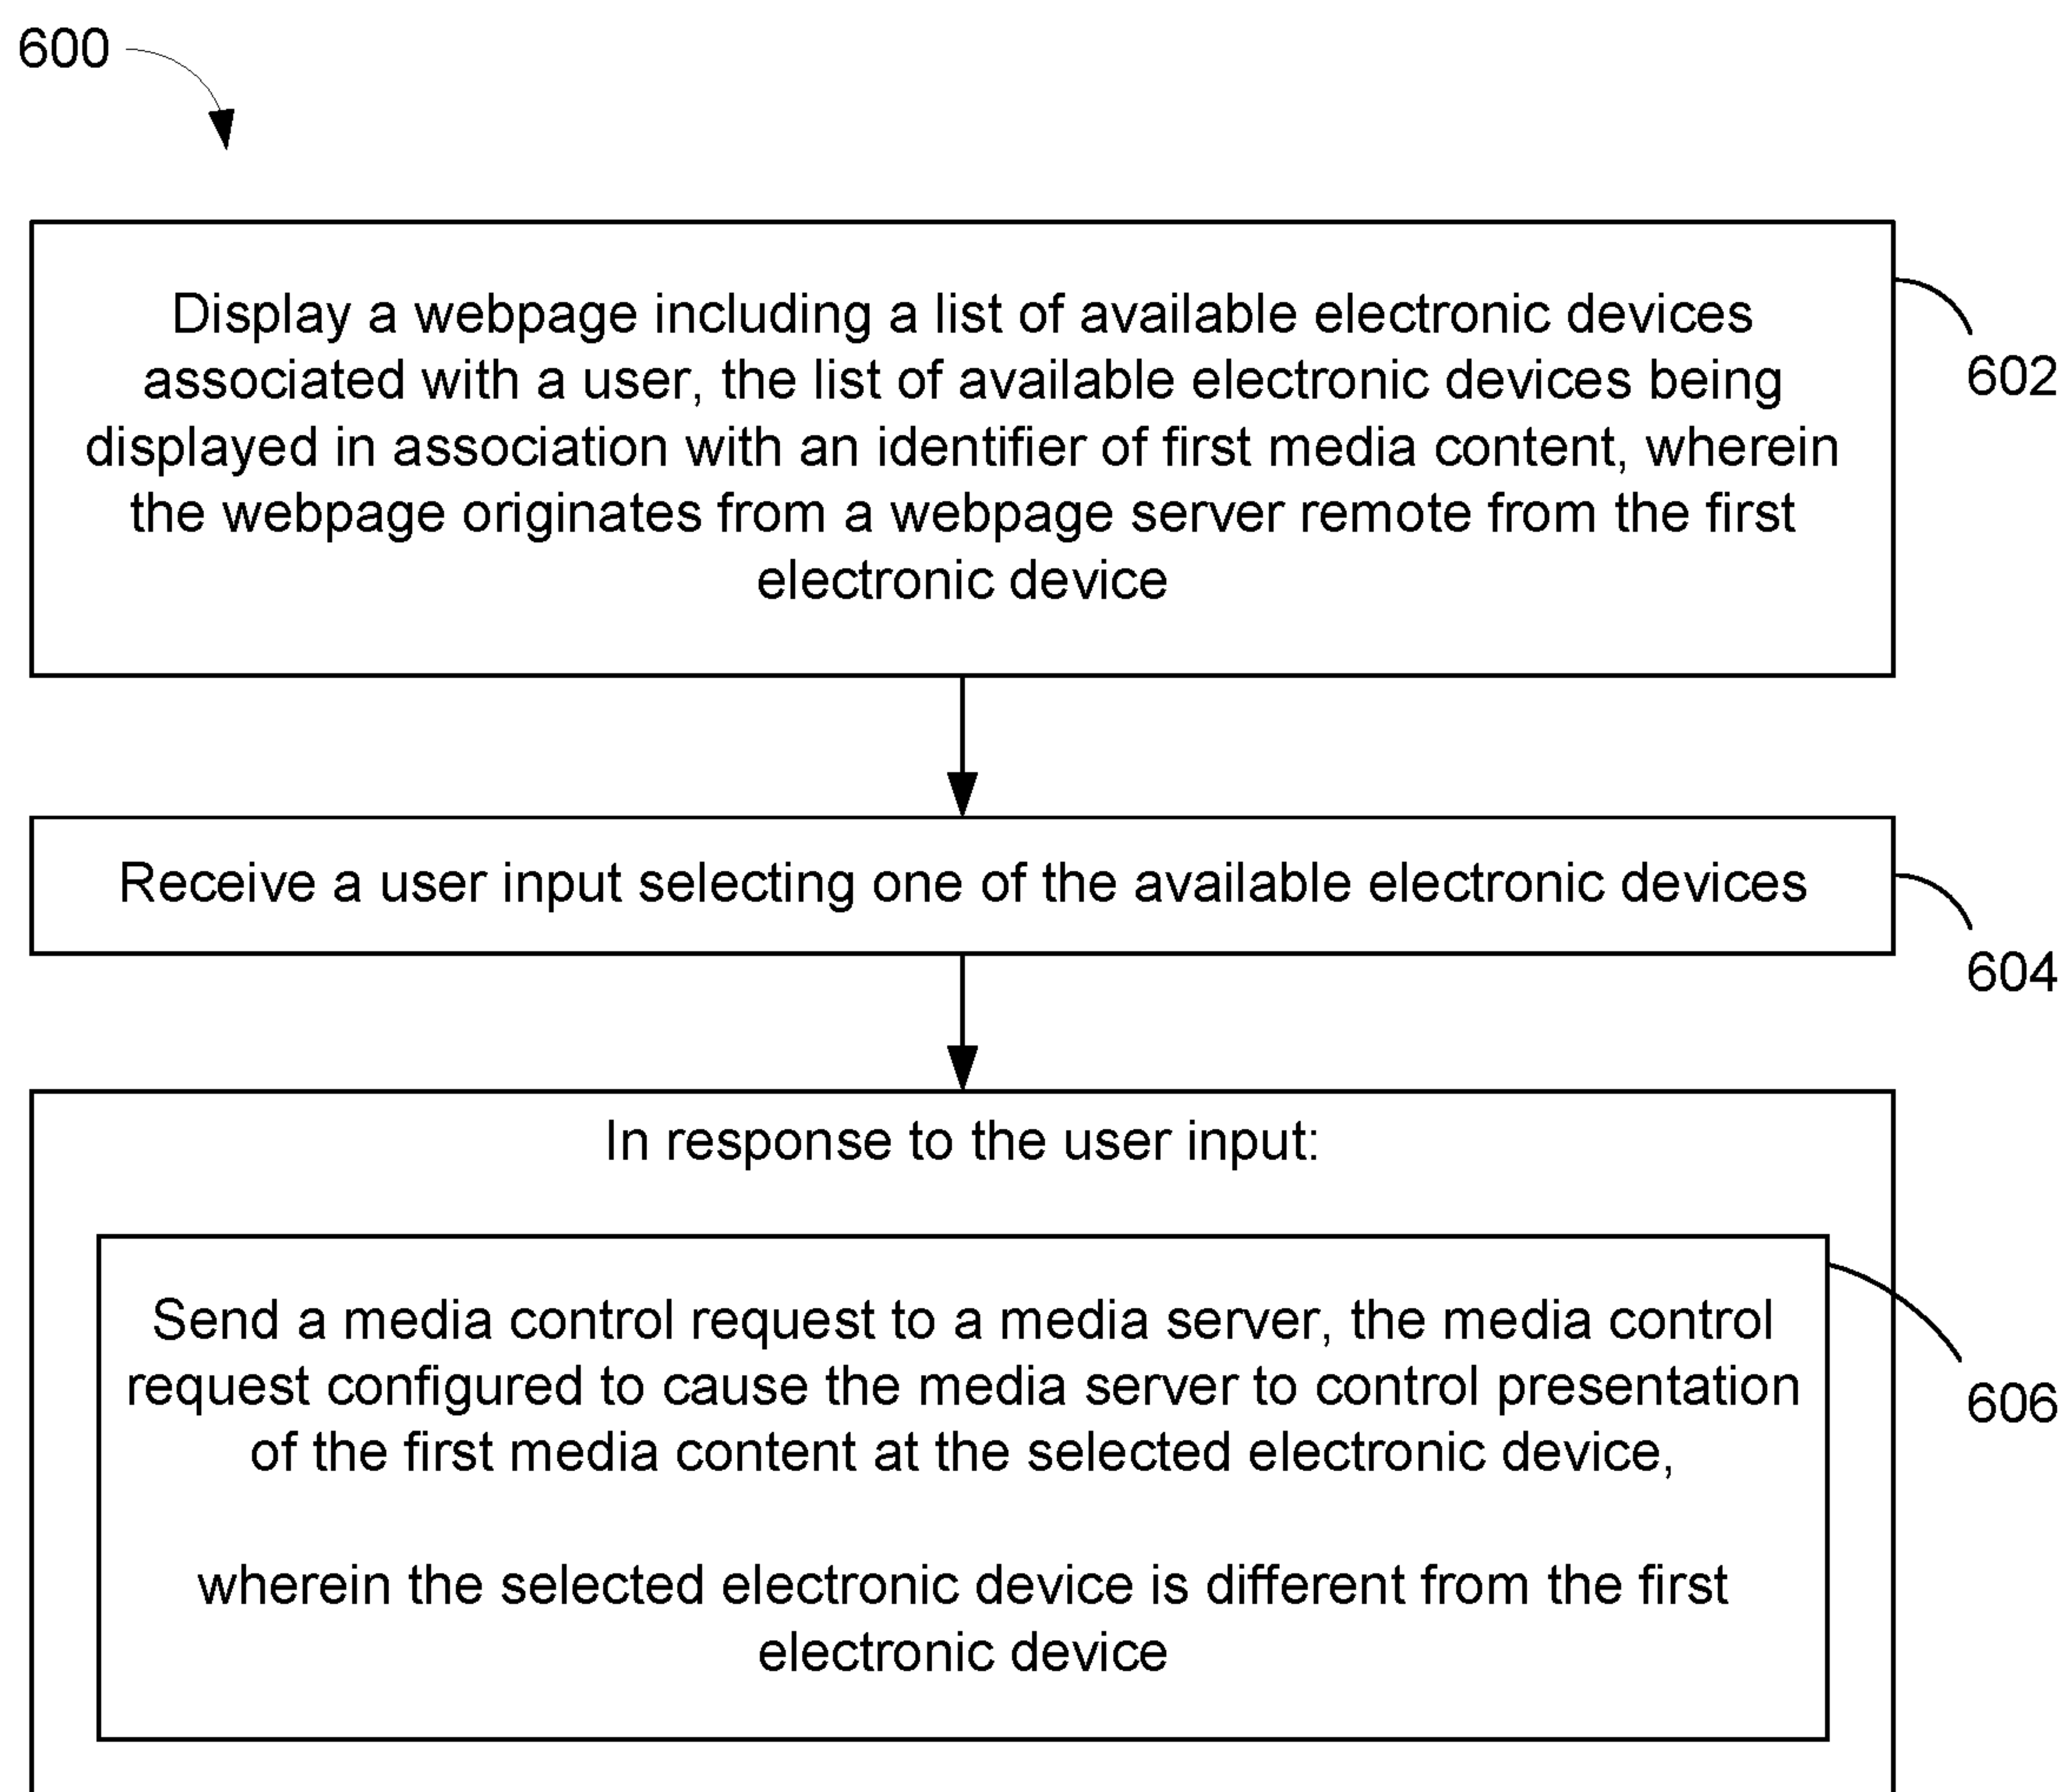 600
Display a webpage including a list of available electronic devices
associated with a user, the list of available electronic devices being
displayed in association with an identifier of first media content, wherein
the webpage originates from a webpage server remote from the first
electronic device
602
Receive a user input selecting one of the available electronic devices
604
In response to the user input:
Send a media control request to a media server, the media control
request configured to cause the media server to control presentation
of the first media content at the selected electronic device,
wherein the selected electronic device is different from the first
electronic device
606